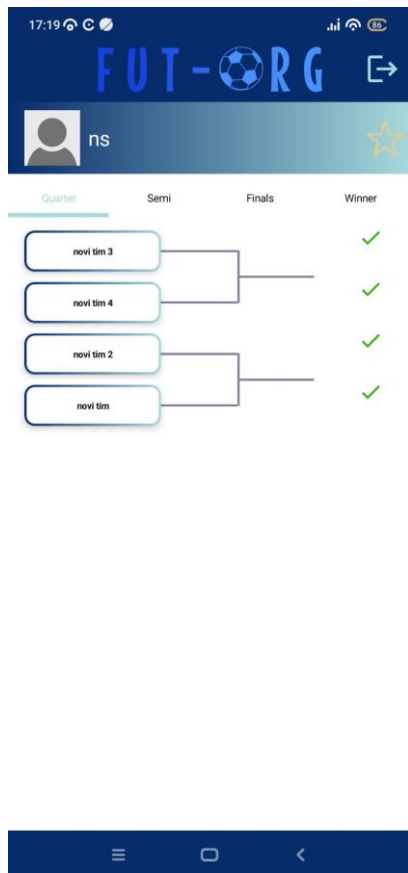 17:19 86
FUT-ORG
ns
Quarter Semi Finals Winner
novi tim 3
novi tim 4
novi tim 2
novi tim